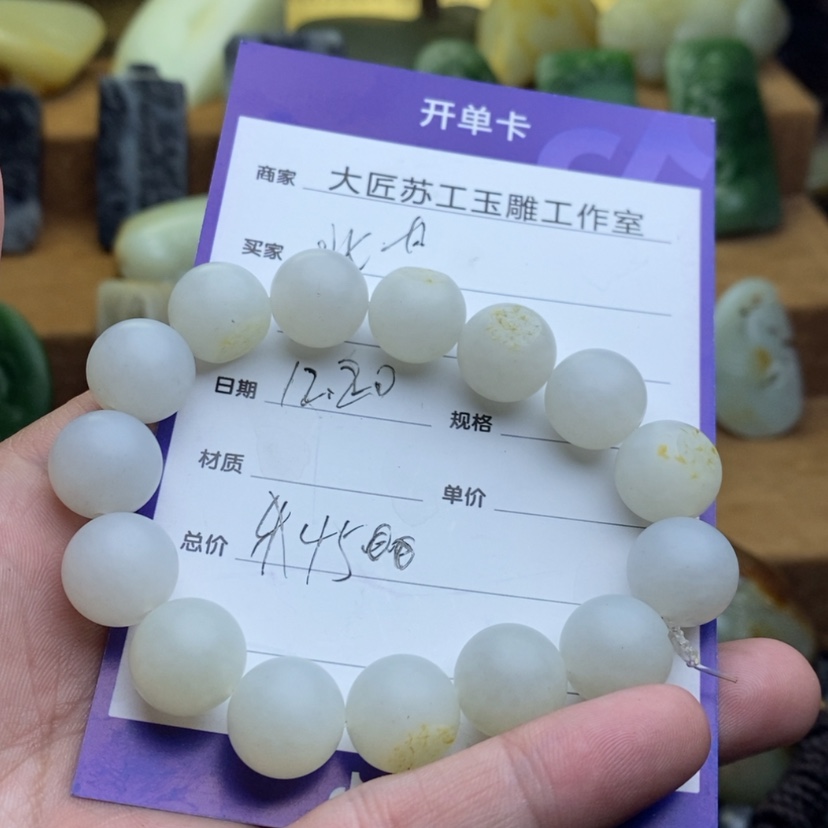 开单卡
商家 大匠苏工玉雕工作室
买家
日期 12.20 规格
材质 单价
总价 4500